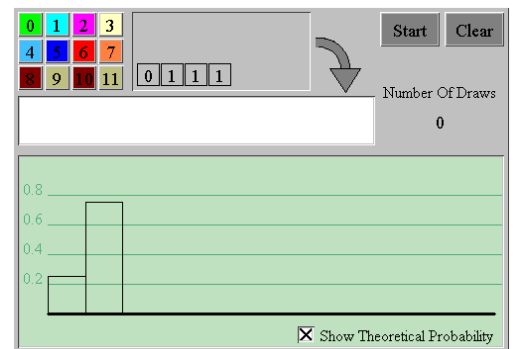 0 1 2 3
Start Clear
4 5 6 7
8 9 10 11
0 1 1 1
Number Of Draws
0
0.8
0.6
0.4
0.2
Show Theoretical Probability